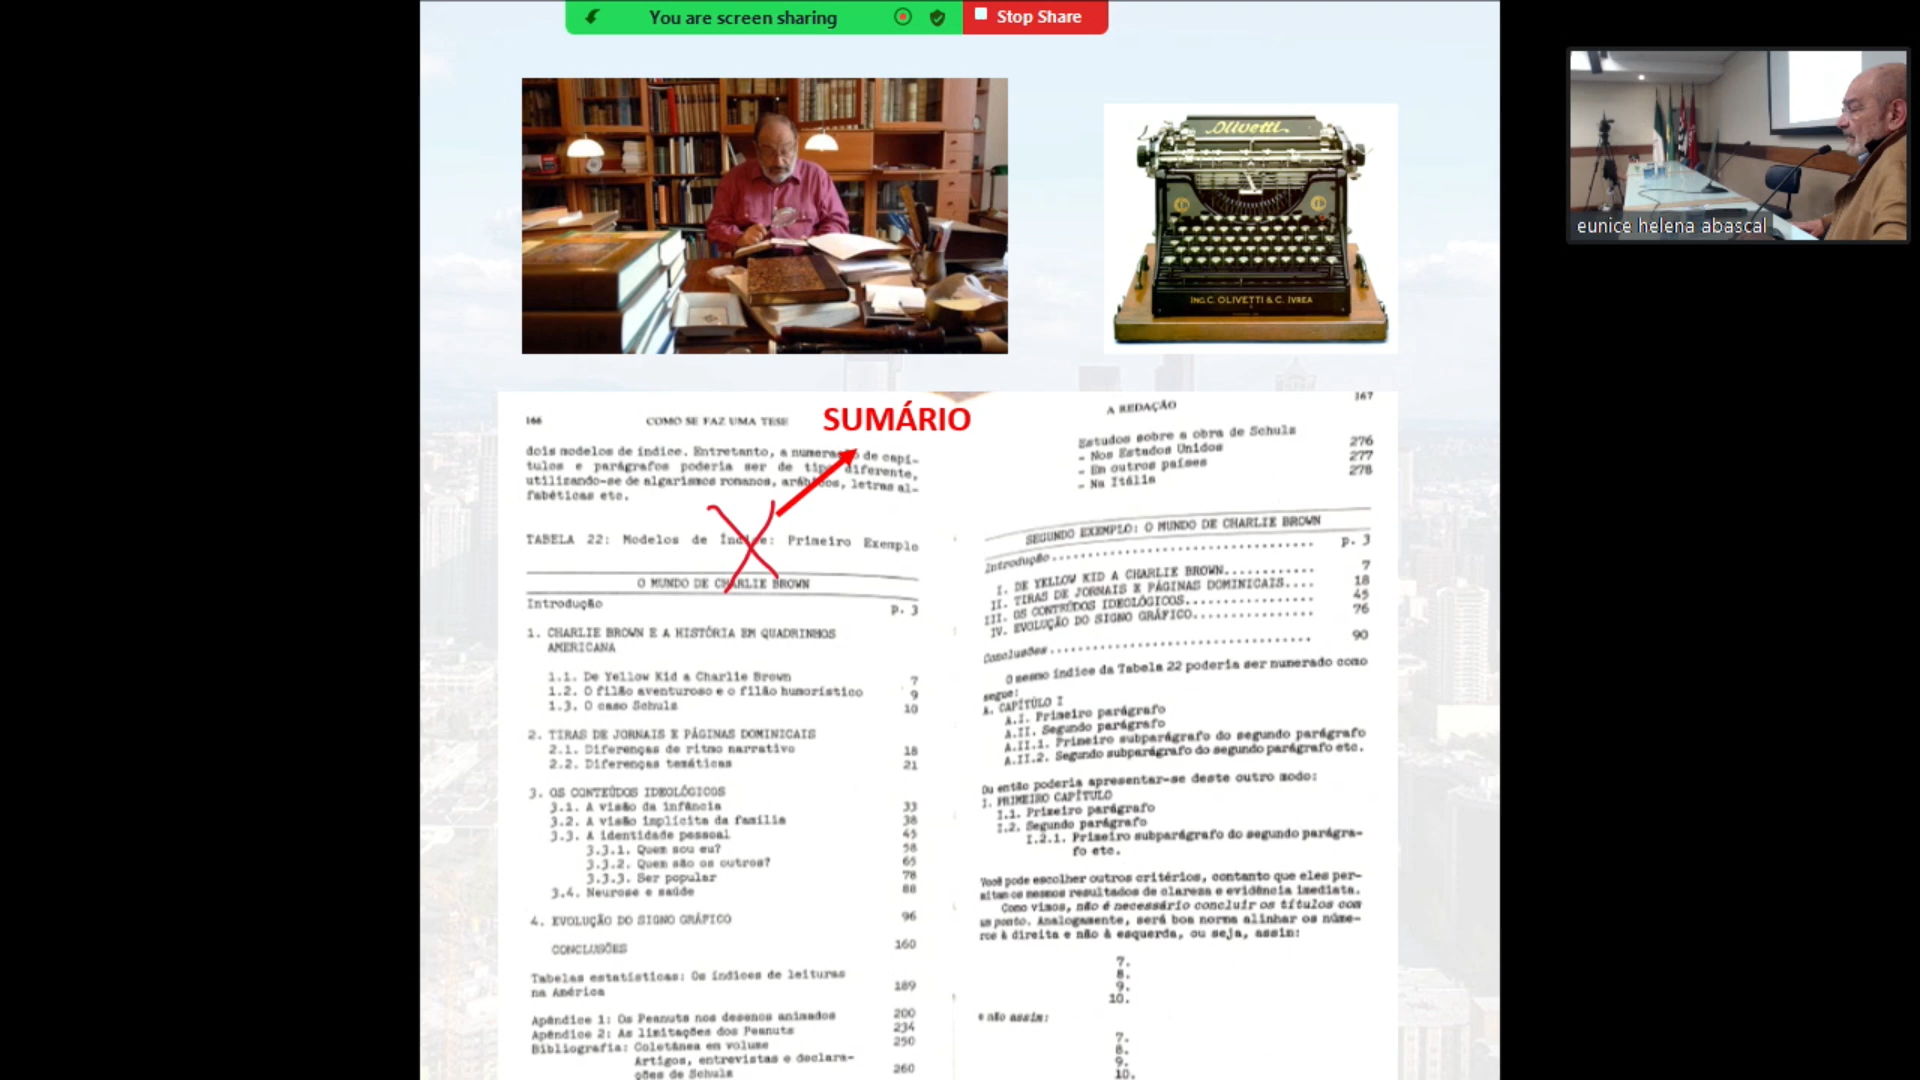 You are screen sharing
Stop Share
eunice helena abascal
Olivetti
ING. C. OLIVETTI & C. IVREA
SUMÁRIO
166 COMO SE FAZ UMA TESE
dois modelos de índice. Entretanto, a numeração de capí-
tulos e parágrafos poderia ser de tipo diferente,
utilizando-se de algarismos romanos, arábicos, letras al-
fabéticas etc.
TABELA 22: Modelos de Índice: Primeiro Exemplo
O MUNDO DE CHARLIE BROWN
Introdução p. 3
1. CHARLIE BROWN E A HISTÓRIA EM QUADRINHOS
AMERICANA
1.1. De Yellow Kid a Charlie Brown 7
1.2. O filão aventuroso e o filão humorístico 9
1.3. O caso Schulz 10
2. TIRAS DE JORNAIS E PÁGINAS DOMINICAIS
2.1. Diferenças de ritmo narrativo 18
2.2. Diferenças temáticas 21
3. OS CONTEÚDOS IDEOLÓGICOS
3.1. A visão da infância 33
3.2. A visão implícita da família 38
3.3. A identidade pessoal 45
3.3.1. Quem sou eu? 58
3.3.2. Quem são os outros? 65
3.3.3. Ser popular 78
3.4. Neurose e saúde 88
4. EVOLUÇÃO DO SIGNO GRÁFICO 96
CONCLUSÕES 160
Tabelas estatísticas: Os índices de leituras
na América 189
Apêndice 1: Os Peanuts nos desenos animados 200
Apêndice 2: As limitações dos Peanuts 234
Bibliografia: Coletânea em volume 250
Artigos, entrevistas e declara-
ções de Schulz 260
A REDAÇÃO 167
Estudos sobre a obra de Schulz 276
- Nos Estados Unidos 277
- Em outros países 278
- Na Itália
SEGUNDO EXEMPLO: O MUNDO DE CHARLIE BROWN
Introdução p. 3
I. DE YELLOW KID A CHARLIE BROWN 7
II. TIRAS DE JORNAIS E PÁGINAS DOMINICAIS 18
III. OS CONTEÚDOS IDEOLÓGICOS 45
IV. EVOLUÇÃO DO SIGNO GRÁFICO 76
Conclusões 90
O mesmo índice da Tabela 22 poderia ser numerado como
segue:
A. CAPÍTULO I
A.I. Primeiro parágrafo
A.II. Segundo parágrafo
A.II.1. Primeiro subparágrafo do segundo parágrafo
A.II.2. Segundo subparágrafo do segundo parágrafo etc.
Ou então poderia apresentar-se deste outro modo:
I. PRIMEIRO CAPÍTULO
I.1. Primeiro parágrafo
I.2. Segundo parágrafo
I.2.1. Primeiro subparágrafo do segundo parágra-
fo etc.
Você pode escolher outros critérios, contanto que eles per-
mitam os mesmos resultados de clareza e evidência imediata.
Como vimos, não é necessário concluir os títulos com
um ponto. Analogamente, será boa norma alinhar os núme-
ros à direita e não à esquerda, ou seja, assim:
7.
8.
9.
10.
e não assim:
7.
8.
9.
10.